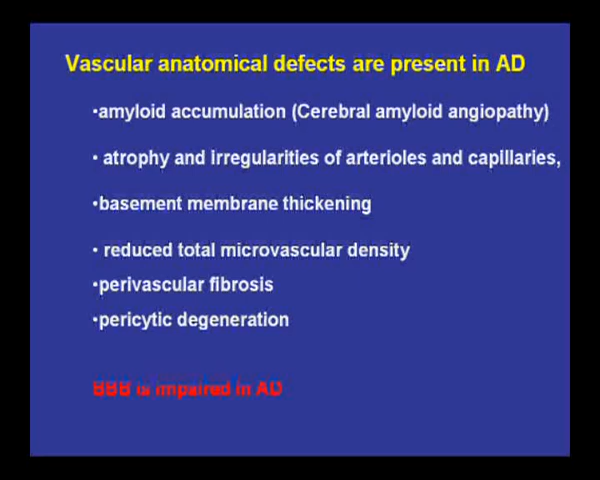 Vascular anatomical defects are present in AD
•amyloid accumulation (Cerebral amyloid angiopathy)
• atrophy and irregularities of arterioles and capillaries,
•basement membrane thickening
• reduced total microvascular density
•perivascular fibrosis
•pericytic degeneration
BBB is impaired in AD